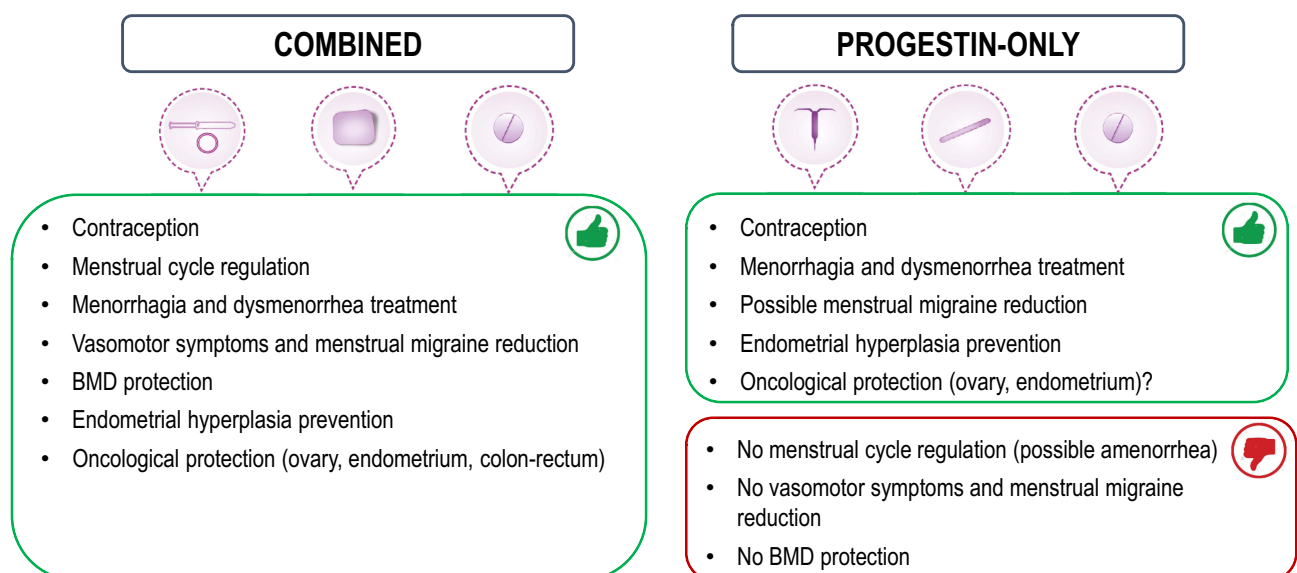 COMBINED
• Contraception
• Menstrual cycle regulation
• Menorrhagia and dysmenorrhea treatment
• Vasomotor symptoms and menstrual migraine reduction
• BMD protection
• Endometrial hyperplasia prevention
• Oncological protection (ovary, endometrium, colon-rectum)
PROGESTIN-ONLY
• Contraception
• Menorrhagia and dysmenorrhea treatment
• Possible menstrual migraine reduction
• Endometrial hyperplasia prevention
• Oncological protection (ovary, endometrium)?
• No menstrual cycle regulation (possible amenorrhea)
• No vasomotor symptoms and menstrual migraine
reduction
• No BMD protection